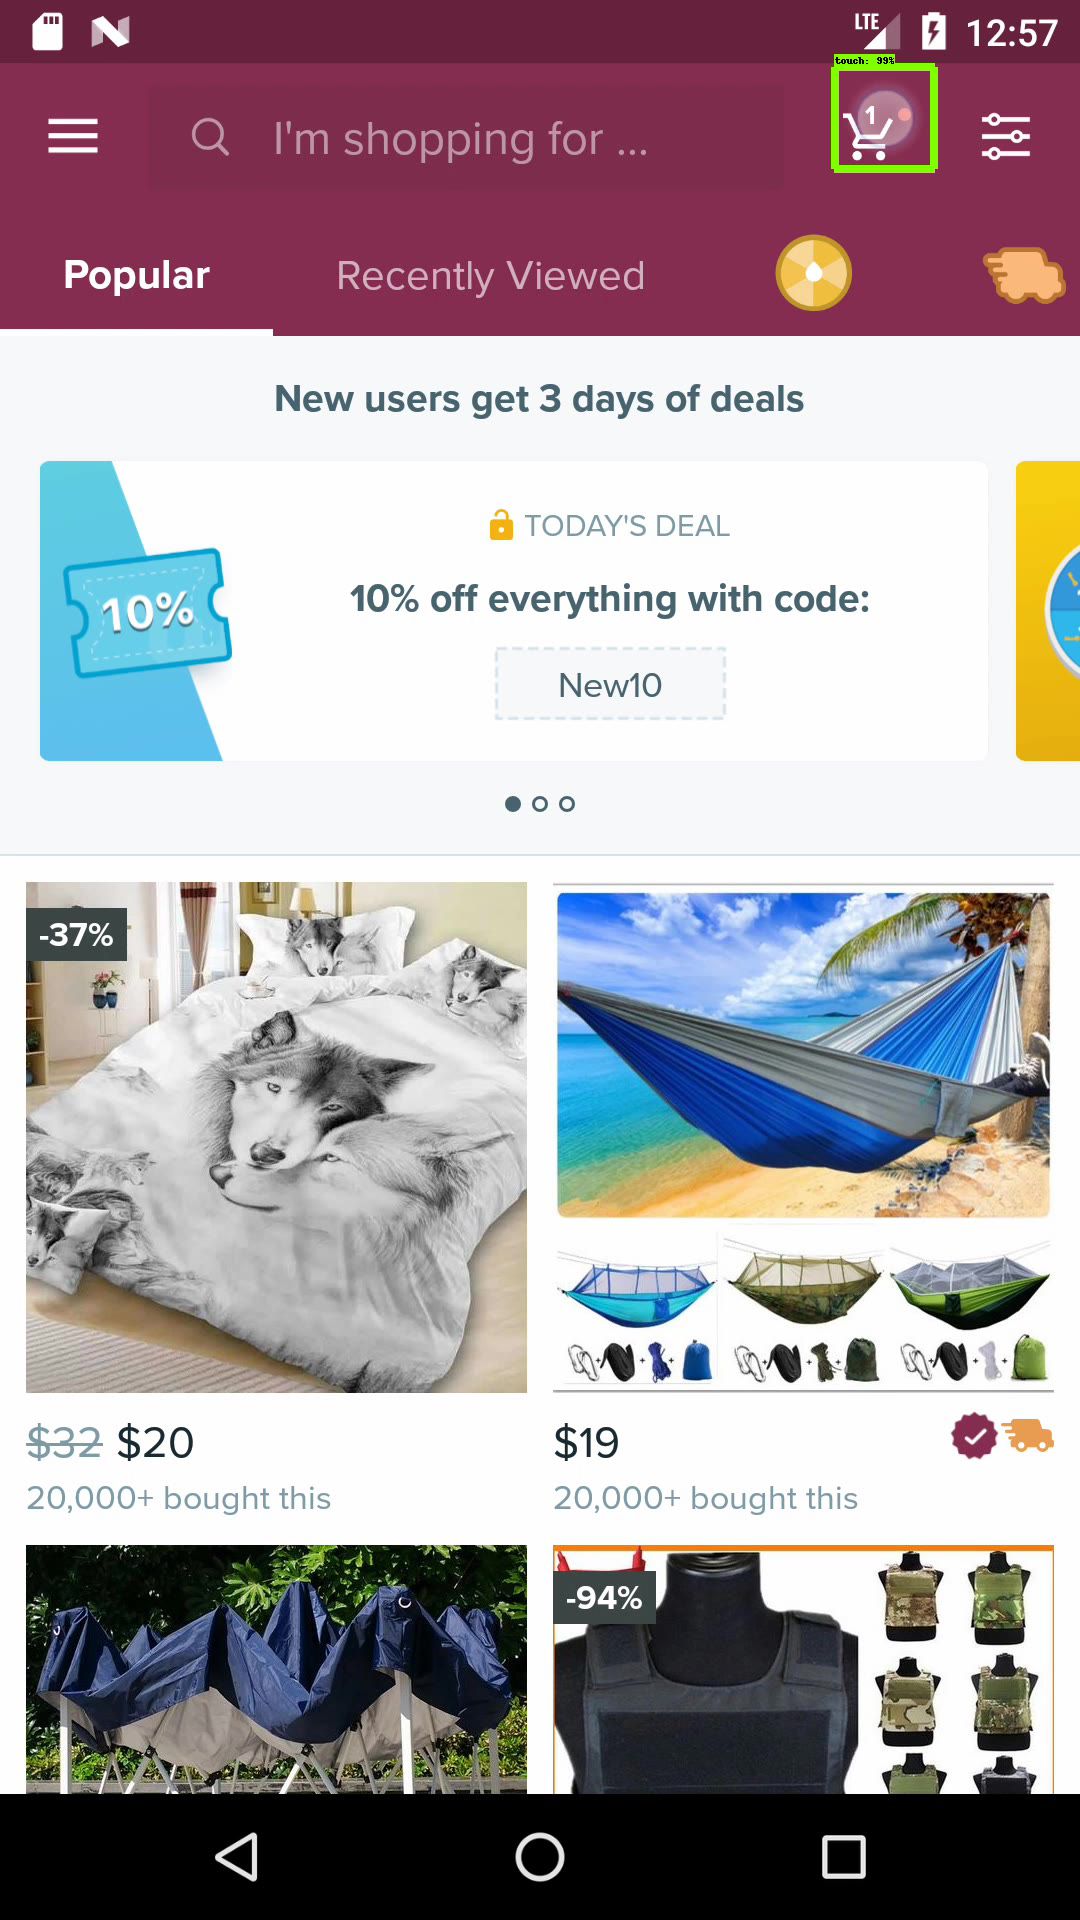 LTE
12:57
touch: 99%
I'm shopping for ...
1
Popular
Recently Viewed
New users get 3 days of deals
TODAY'S DEAL
10% off everything with code:
10%
New10
-37%
$32 $20
20,000+ bought this
$19
20,000+ bought this
-94%